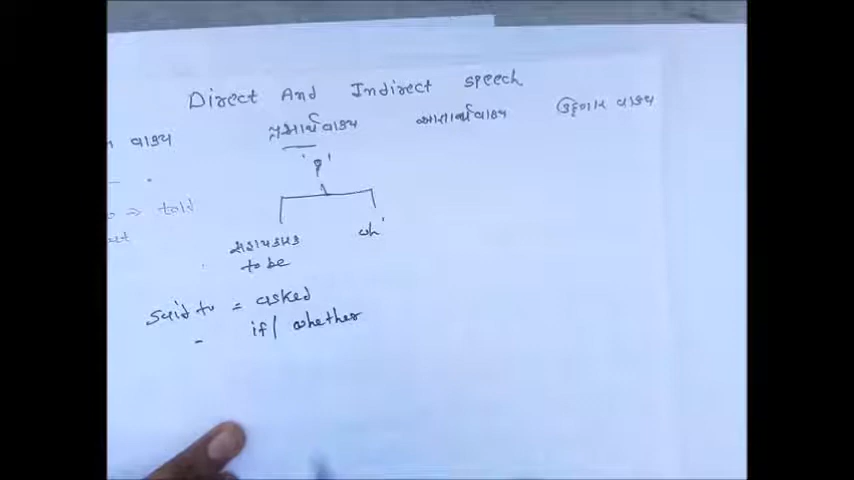 Direct And Indirect speech
વાક્ય પ્રશ્નાર્થવાક્ય આજ્ઞાર્થવાક્ય ઉદ્દગાર વાક્ય
'?'
⇒ told
સહાયકારક wh'
to be
said to = asked
- if/ whether